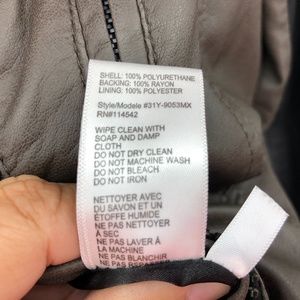 SHELL: 100% POLYURETHANE
BACKING: 100% RAYON
LINING: 100% POLYESTER
Style/Modele #31Y-9053MX
RN#114542
WIPE CLEAN WITH
SOAP AND DAMP
CLOTH
DO NOT DRY CLEAN
DO NOT MACHINE WASH
DO NOT BLEACH
DO NOT IRON
NETTOYER AVEC
DU SAVON ET UN
ÉTOFFE HUMIDE
NE PAS NETTOYER
À SEC
NE PAS LAVER À
LA MACHINE
NE PAS BLANCHIR
NE PAS